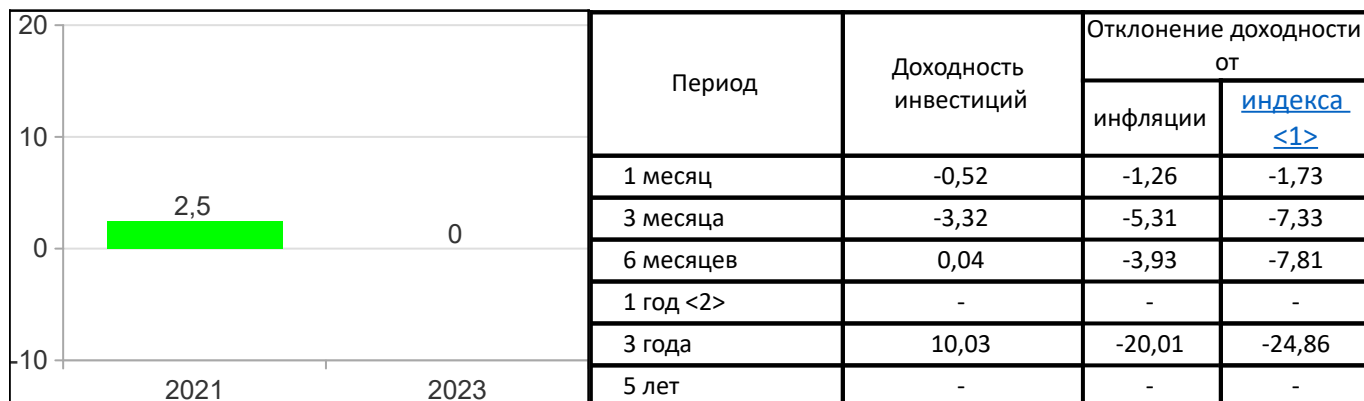 20
10
2,5
0
0
-10
2021 2023
Период
Доходность
инвестиций
Отклонение доходности
от
инфляции
индекса
<1>
1 месяц -0,52 -1,26 -1,73
3 месяца -3,32 -5,31 -7,33
6 месяцев 0,04 -3,93 -7,81
1 год <2> - - -
3 года 10,03 -20,01 -24,86
5 лет - - -